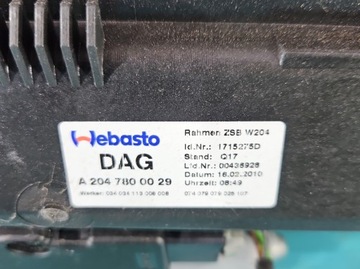 Webasto
DAG
A 204 780 00 29
Rahmen ZSB W204
Id.Nr.: 1715275D
Stand: Q17
Lfd.Nr.: 00438928
Datum: 16.02.2010
Uhrzeit: 08:49